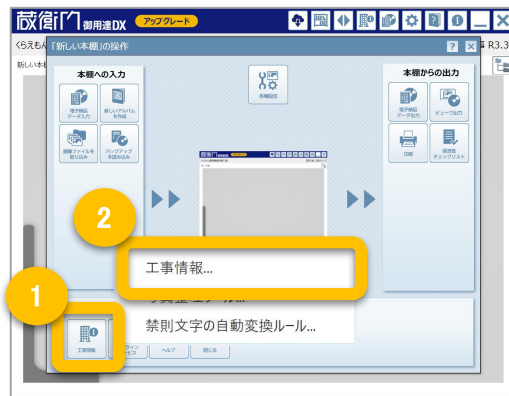 蔵衛門 御用達DX アップグレード
くらえもん
R3.3
「新しい本棚」の操作
新しい本
本棚への入力
本棚からの出力
電子納品
データ入力
新しいアルバム
を作成
各種設定
電子納品
データ出力
ビューワ出力
画像ファイルを
取り込み
バックアップ
を読み込み
印刷
信憑性
チェックリスト
2
工事情報...
1
禁則文字の自動変換ルール...
工事情報
ヘルプ
閉じる